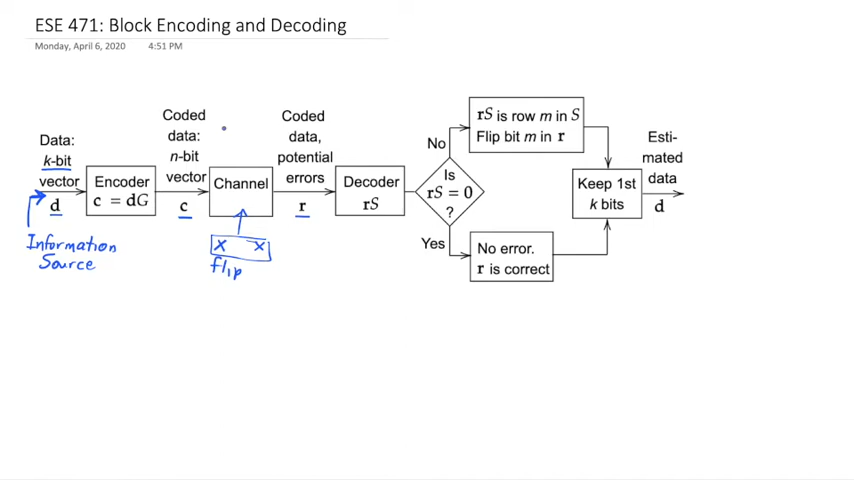 ESE 471: Block Encoding and Decoding
Monday, April 6, 2020 4:51 PM
Data:
k-bit
vector
d
Information
Source
Encoder
c = dG
Coded
data:
n-bit
vector
c
Channel
x x
flip
Coded
data,
potential
errors
r
Decoder
rS
Is
rS = 0
?
No
rS is row m in S
Flip bit m in r
Yes
No error.
r is correct
Keep 1st
k bits
Esti-
mated
data
d